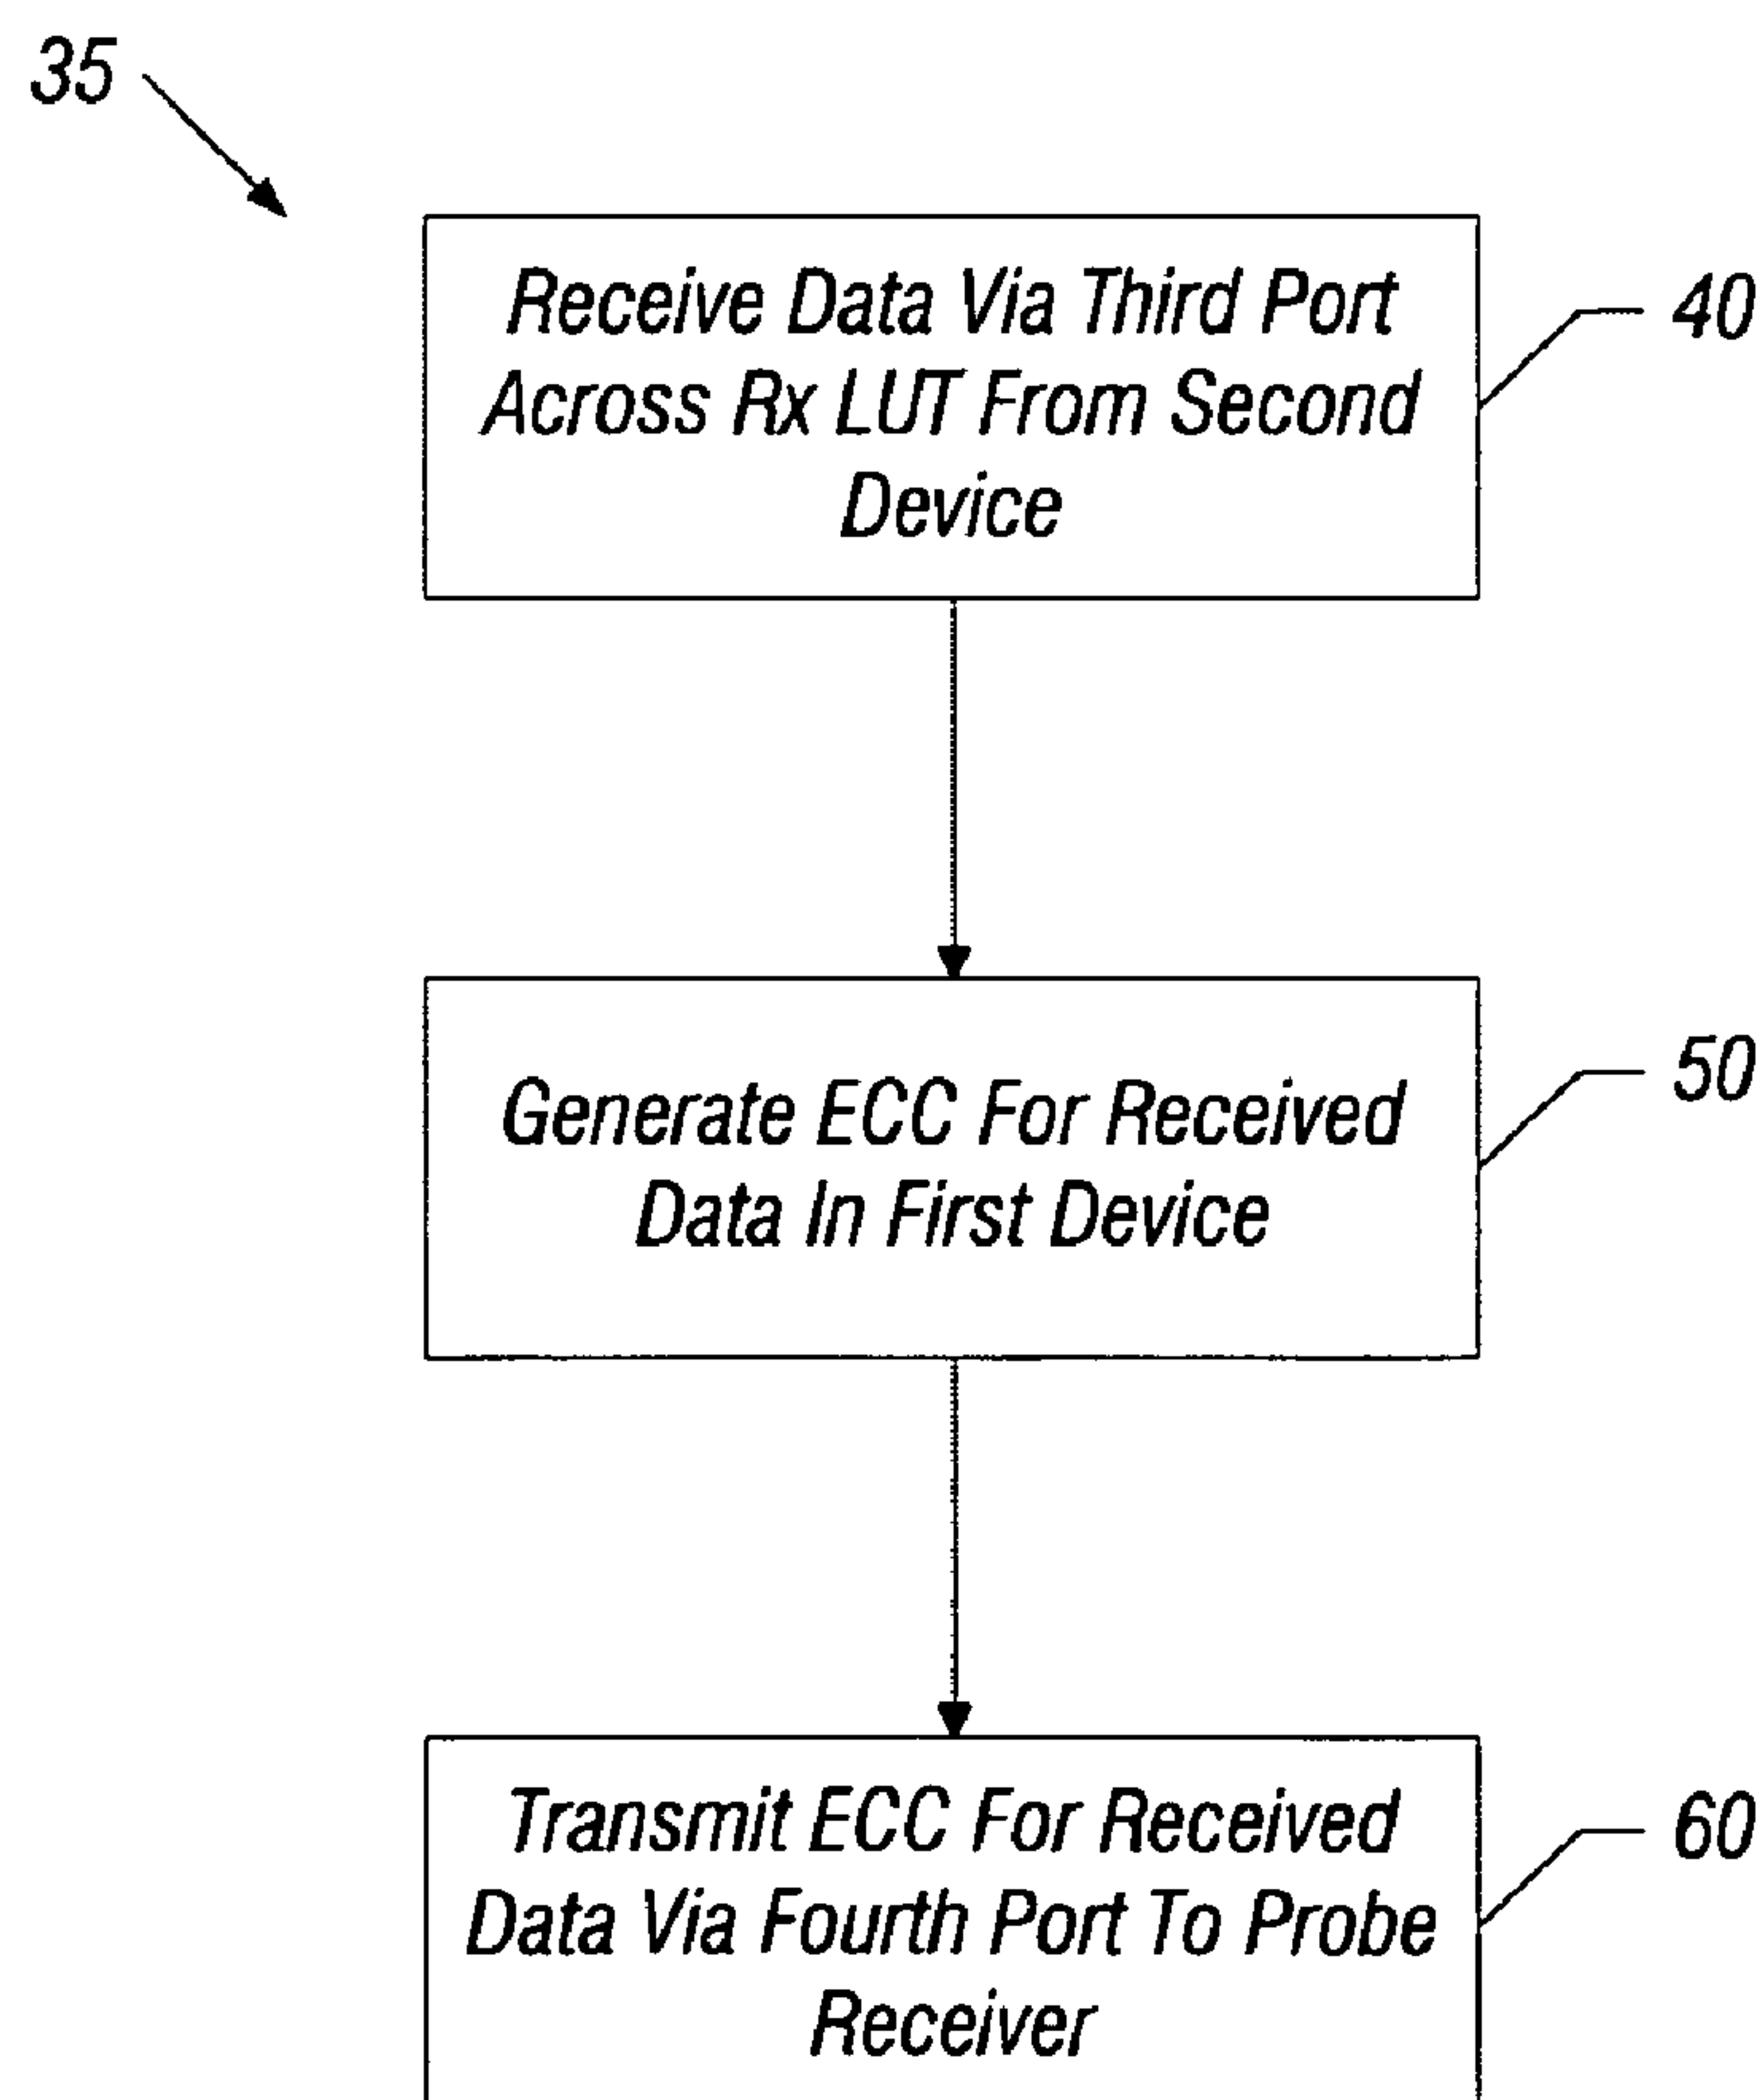 35
Receive Data Via Third Port
Across Rx LUT From Second
Device
40
Generate ECC For Received
Data In First Device
50
Transmit ECC For Received
Data Via Fourth Port To Probe
Receiver
60